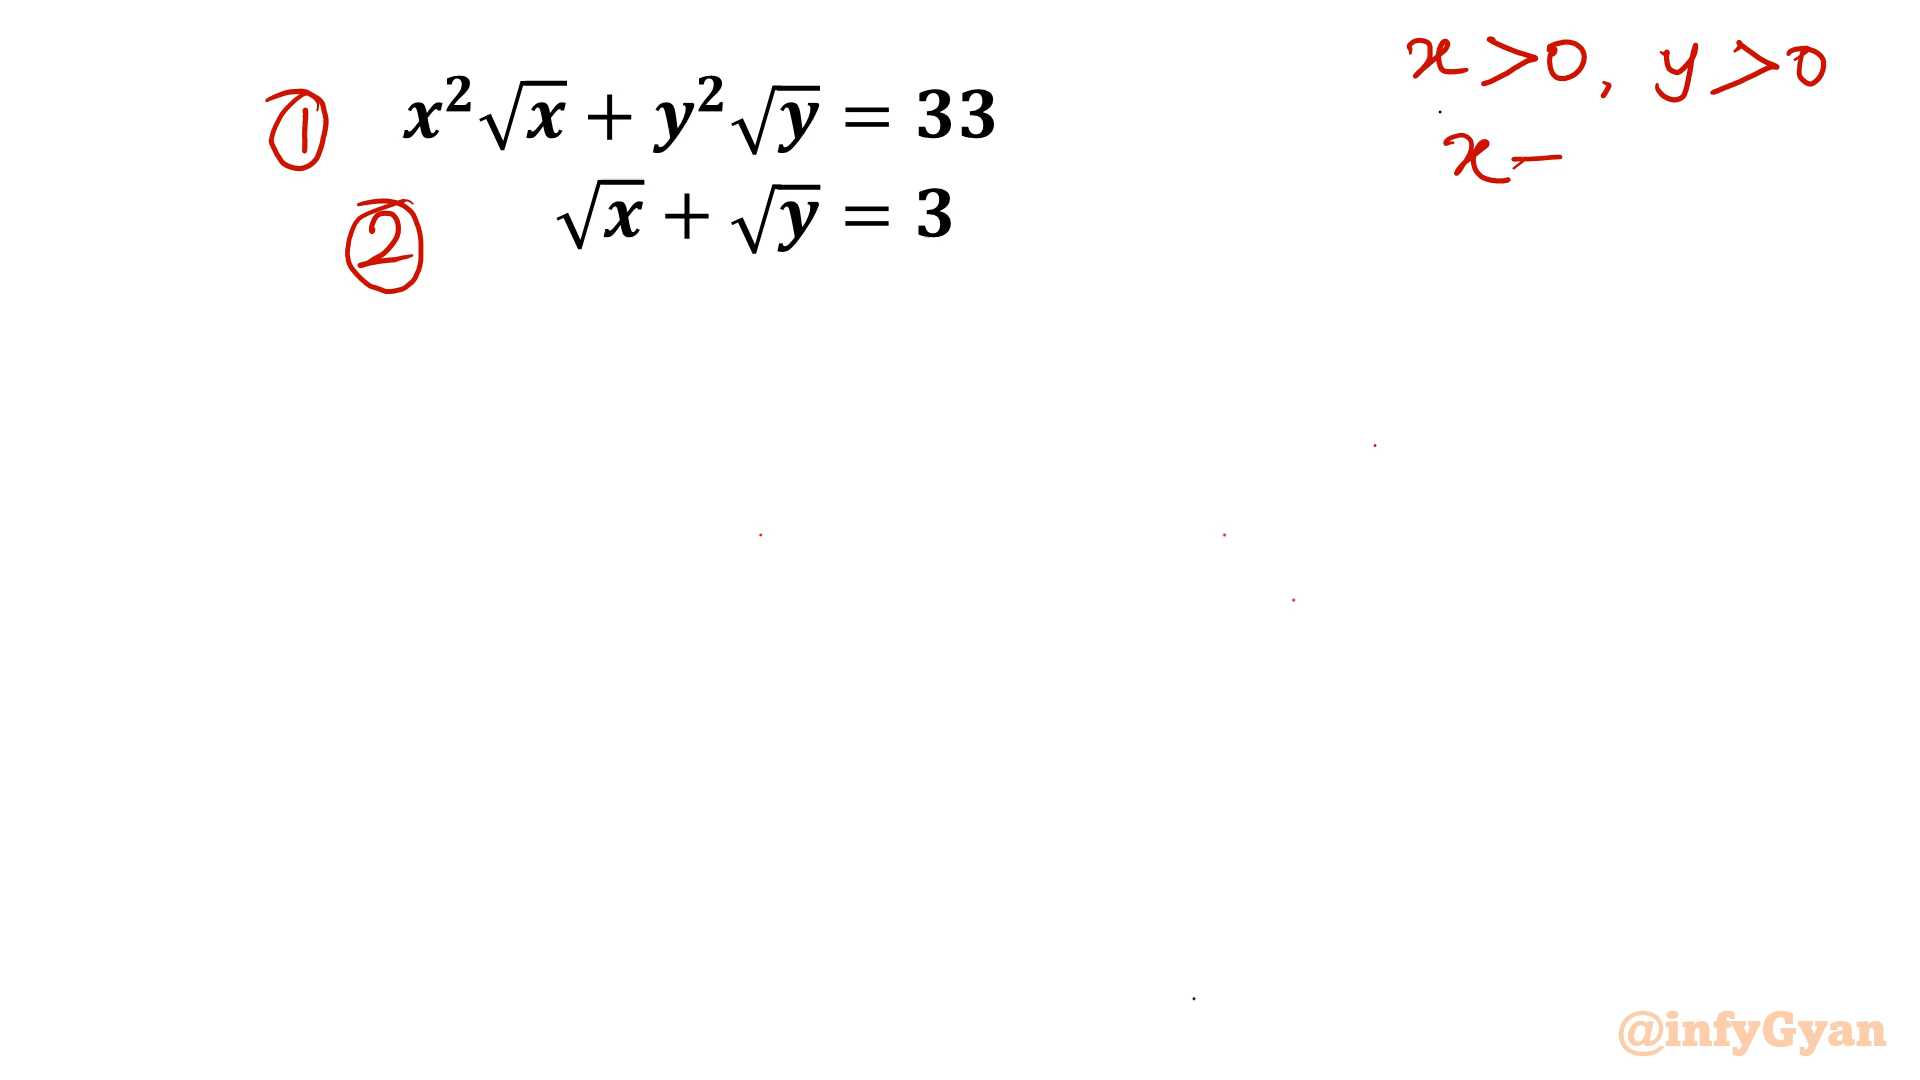 ① x²√x + y²√y = 33
② √x + √y = 3
x > 0, y > 0
x –
@infyGyan